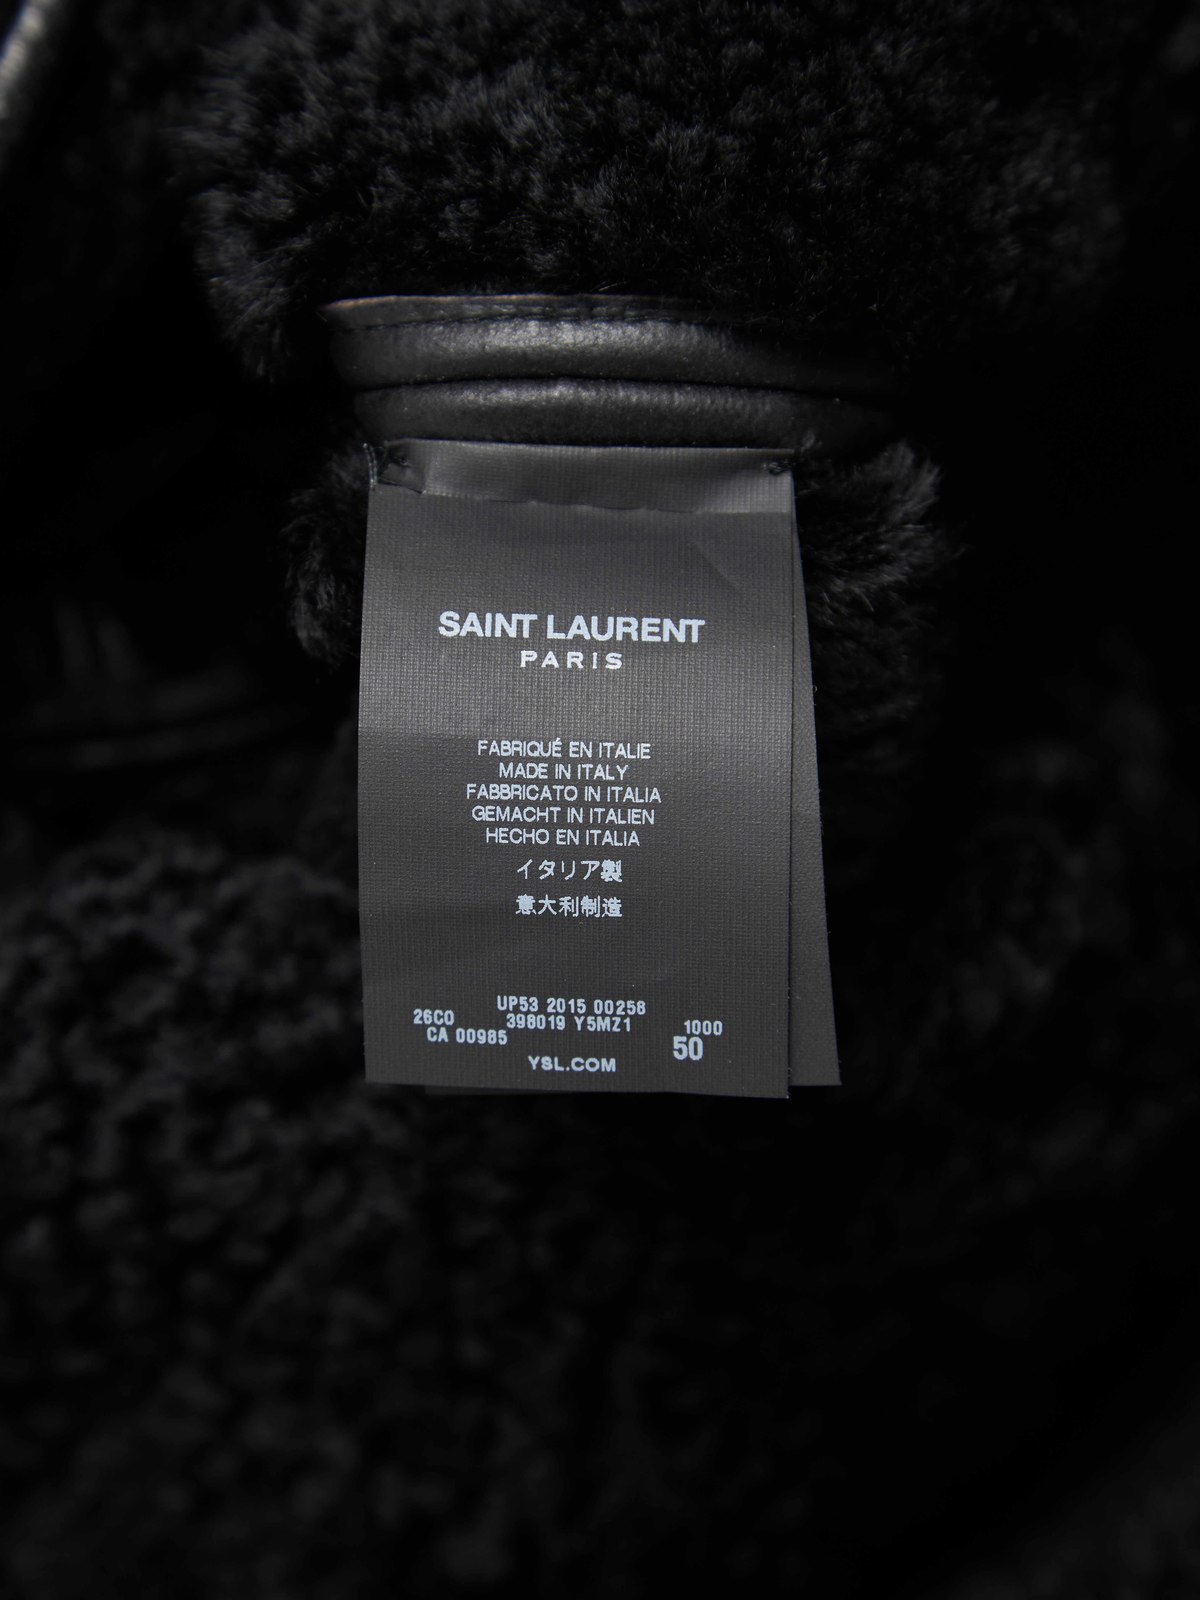 SAINT LAURENT
PARIS
FABRIQUÉ EN ITALIE
MADE IN ITALY
FABBRICATO IN ITALIA
GEMACHT IN ITALIEN
HECHO EN ITALIA
イタリア製
意大利制造
UP53 2015 00258
26CO 398019 Y5MZ1 1000
CA 00985 50
YSL.COM